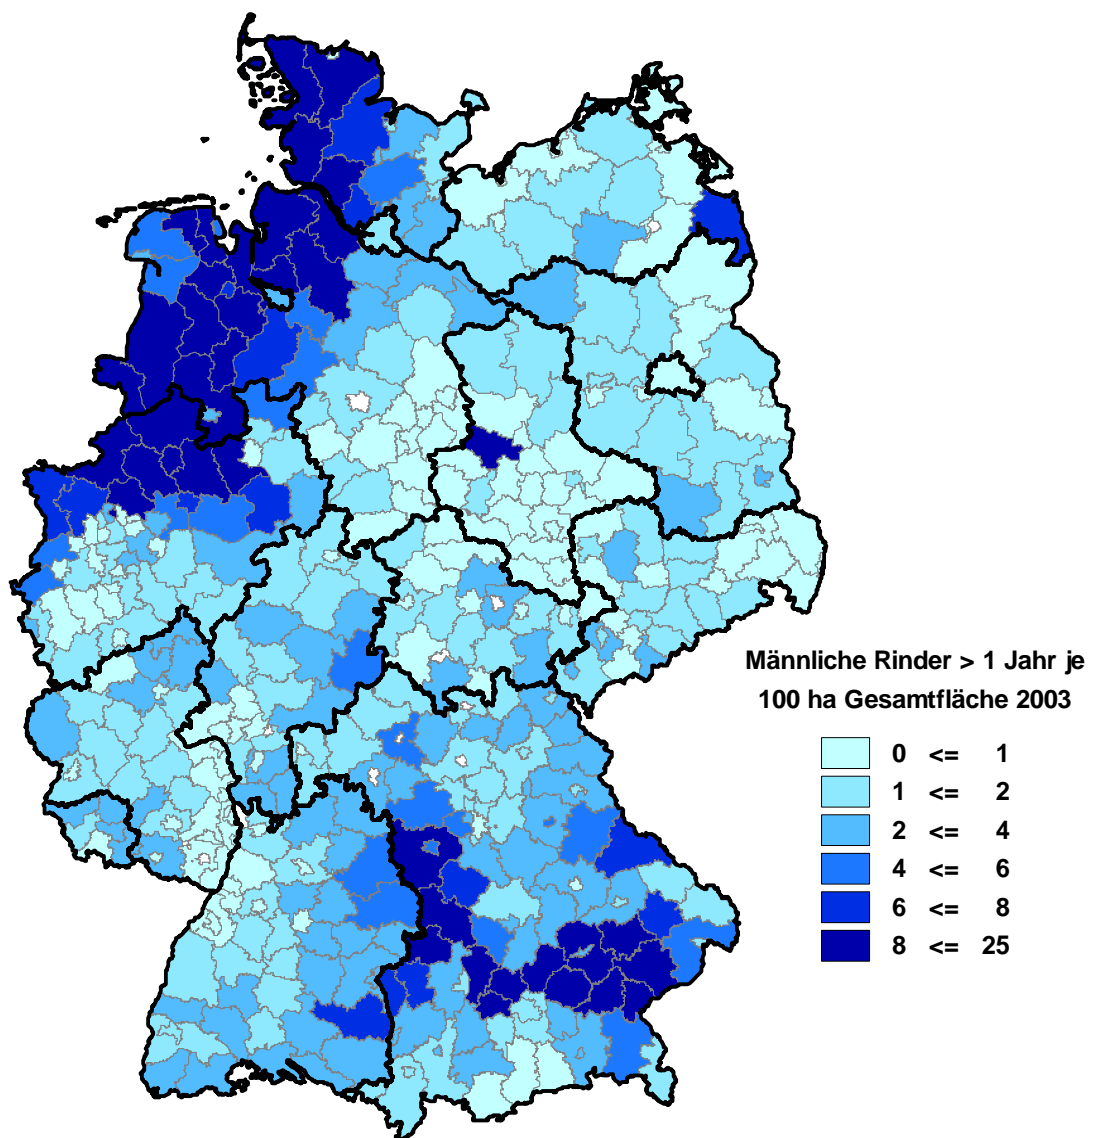 Männliche Rinder > 1 Jahr je
100 ha Gesamtfläche 2003
0 <= 1
1 <= 2
2 <= 4
4 <= 6
6 <= 8
8 <= 25